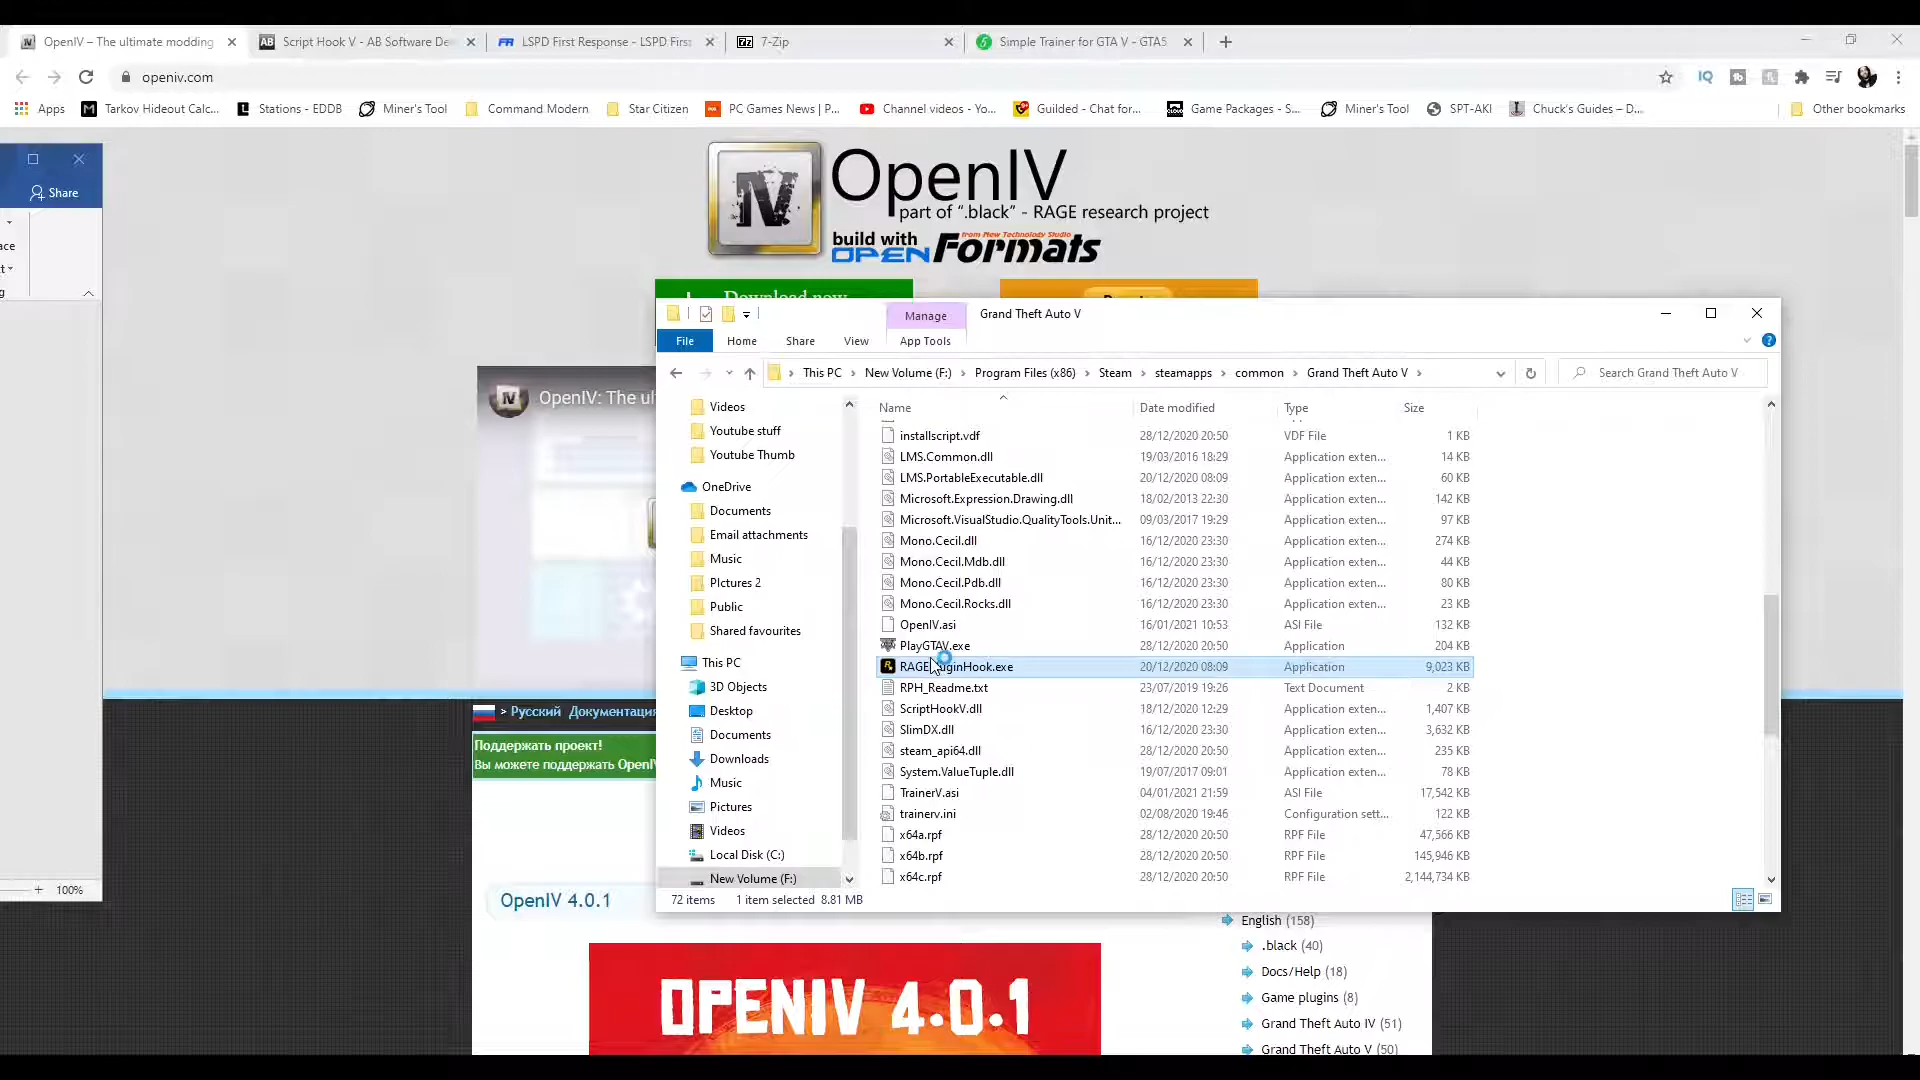 OpenIV – The ultimate modding
Script Hook V - AB Software De
LSPD First Response - LSPD Firs
7-Zip
Simple Trainer for GTA V - GTA5
openiv.com
Apps
Tarkov Hideout Calc...
Stations - EDDB
Miner's Tool
Command Modern
Star Citizen
PC Games News | P...
Channel videos - Yo...
Guilded - Chat for...
Game Packages - S...
Miner's Tool
SPT-AKI
Chuck's Guides – D...
Other bookmarks
Share
OpenIV
part of ".black" - RAGE research project
build with
from New Technology Studio
OPEN Formats
Download now
OpenIV: The ul
Manage
Grand Theft Auto V
File
Home
Share
View
App Tools
This PC > New Volume (F:) > Program Files (x86) > Steam > steamapps > common > Grand Theft Auto V >
Search Grand Theft Auto V
Videos
Youtube stuff
Youtube Thumb
OneDrive
Documents
Email attachments
Music
PIctures 2
Public
Shared favourites
This PC
3D Objects
Desktop
Documents
Downloads
Music
Pictures
Videos
Local Disk (C:)
New Volume (F:)
Name Date modified Type Size
installscript.vdf 28/12/2020 20:50 VDF File 1 KB
LMS.Common.dll 19/03/2016 18:29 Application exten... 14 KB
LMS.PortableExecutable.dll 20/12/2020 08:09 Application exten... 60 KB
Microsoft.Expression.Drawing.dll 18/02/2013 22:30 Application exten... 142 KB
Microsoft.VisualStudio.QualityTools.Unit... 09/03/2017 19:29 Application exten... 97 KB
Mono.Cecil.dll 16/12/2020 23:30 Application exten... 274 KB
Mono.Cecil.Mdb.dll 16/12/2020 23:30 Application exten... 44 KB
Mono.Cecil.Pdb.dll 16/12/2020 23:30 Application exten... 80 KB
Mono.Cecil.Rocks.dll 16/12/2020 23:30 Application exten... 23 KB
OpenIV.asi 16/01/2021 10:53 ASI File 132 KB
PlayGTAV.exe 28/12/2020 20:50 Application 204 KB
RAGEPluginHook.exe 20/12/2020 08:09 Application 9,023 KB
RPH_Readme.txt 23/07/2019 19:26 Text Document 2 KB
ScriptHookV.dll 18/12/2020 12:29 Application exten... 1,407 KB
SlimDX.dll 16/12/2020 23:30 Application exten... 3,632 KB
steam_api64.dll 28/12/2020 20:50 Application exten... 235 KB
System.ValueTuple.dll 19/07/2017 09:01 Application exten... 78 KB
TrainerV.asi 04/01/2021 21:59 ASI File 17,542 KB
trainerv.ini 02/08/2020 19:46 Configuration sett... 122 KB
x64a.rpf 28/12/2020 20:50 RPF File 47,566 KB
x64b.rpf 28/12/2020 20:50 RPF File 145,946 KB
x64c.rpf 28/12/2020 20:50 RPF File 2,144,734 KB
72 items 1 item selected 8.81 MB
100%
> Русский Документация
Поддержать проект!
Вы можете поддержать OpenI
OpenIV 4.0.1
OPENIV 4.0.1
English (158)
.black (40)
Docs/Help (18)
Game plugins (8)
Grand Theft Auto IV (51)
Grand Theft Auto V (50)